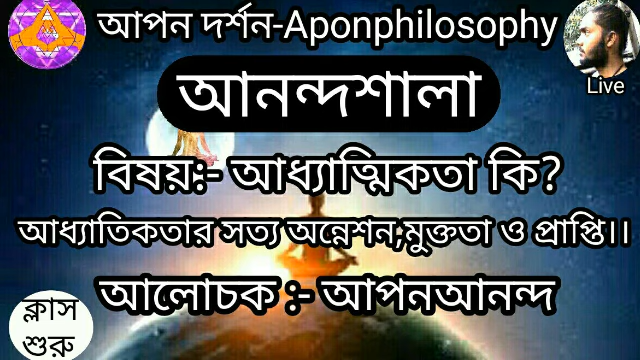 আপন দর্শন-Aponphilosophy
Live
আনন্দশালা
বিষয়ঃ- আধ্যাত্মিকতা কি?
আধ্যাতিকতার সত্য অন্নেশন,মুক্ততা ও প্রাপ্তি।।
আলোচক :- আপনআনন্দ
ক্লাস
শুরু